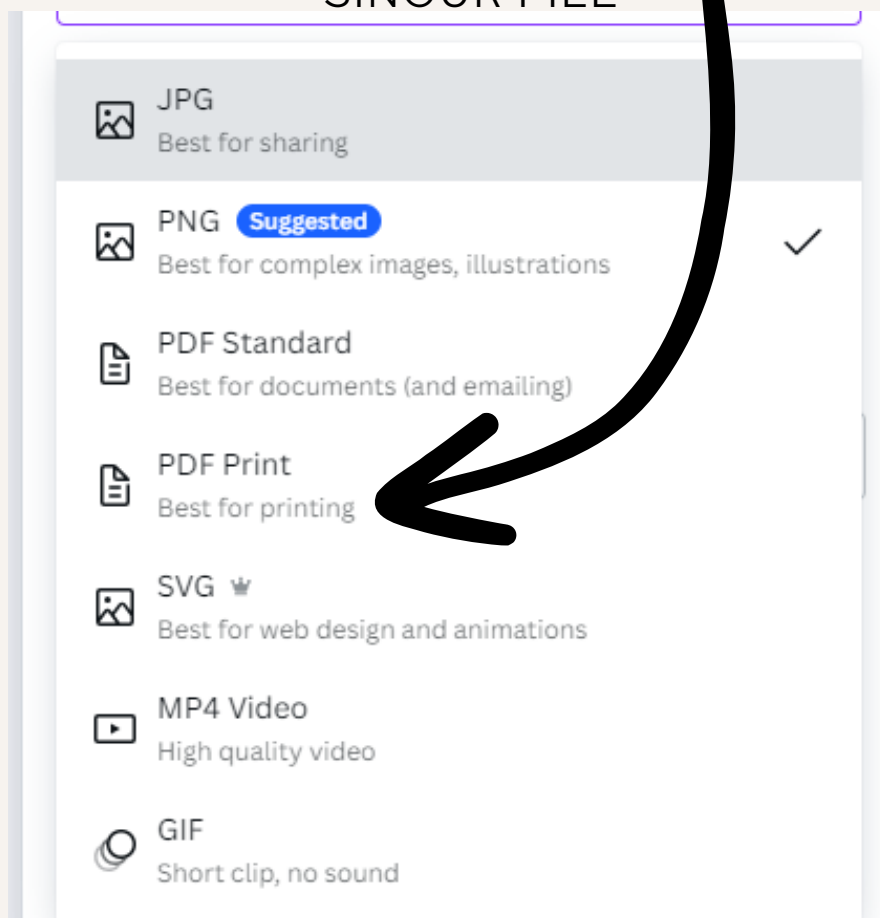 JPG
Best for sharing
PNG Suggested
Best for complex images, illustrations
PDF Standard
Best for documents (and emailing)
PDF Print
Best for printing
SVG
Best for web design and animations
MP4 Video
High quality video
GIF
Short clip, no sound